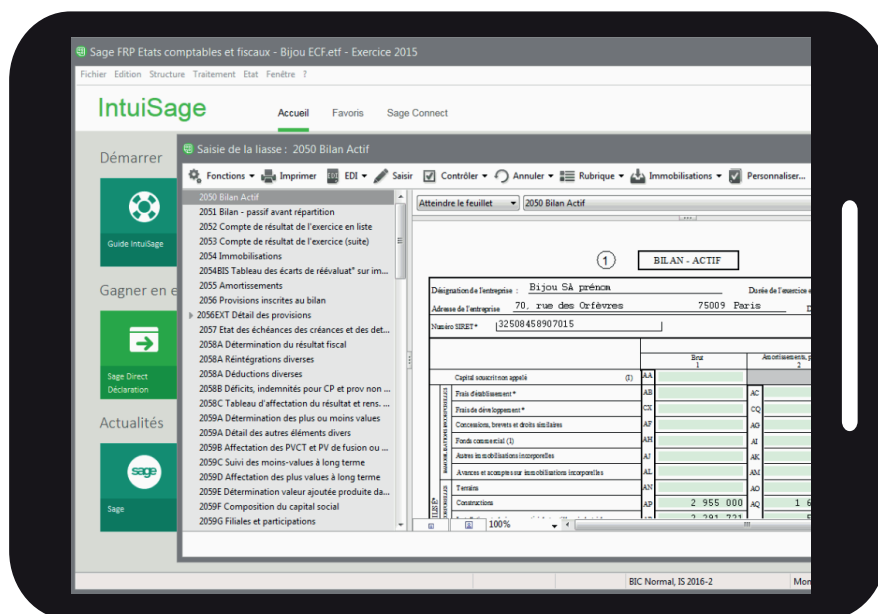 Sage FRP Etats comptables et fiscaux - Bijou ECF.etf - Exercice 2015
Fichier Edition Structure Traitement Etat Fenêtre ?
IntuiSage
Accueil Favoris Sage Connect
Démarrer
Guide IntuiSage
Gagner en e
Sage Direct
Déclaration
Actualités
sage
Sage
Saisie de la liasse : 2050 Bilan Actif
Fonctions Imprimer EDI Saisir Contrôler Annuler Rubrique Immobilisations Personnaliser...
2050 Bilan Actif
2051 Bilan - passif avant répartition
2052 Compte de résultat de l'exercice en liste
2053 Compte de résultat de l'exercice (suite)
2054 Immobilisations
2054BIS Tableau des écarts de réévaluat° sur im...
2055 Amortissements
2056 Provisions inscrites au bilan
2056EXT Détail des provisions
2057 Etat des échéances des créances et des det...
2058A Détermination du résultat fiscal
2058A Réintégrations diverses
2058A Déductions diverses
2058B Déficits, indemnités pour CP et prov non ...
2058C Tableau d'affectation du résultat et rens. ...
2059A Détermination des plus ou moins values
2059A Détail des autres éléments divers
2059B Affectation des PVCT et PV de fusion ou ...
2059C Suivi des moins-values à long terme
2059D Affectation des plus values à long terme
2059E Détermination valeur ajoutée produite da...
2059F Composition du capital social
2059G Filiales et participations
Atteindre le feuillet 2050 Bilan Actif
1 BILAN - ACTIF
Désignation de l'entreprise : Bijou SA prénom Durée de l'exercice e
Adresse de l'entreprise 70, rue des Orfèvres 75009 Paris D
Numéro SIRET* 32508458907015
Brut Amortissements, p
1 2
Capital souscrit non appelé (I) AA
Frais d'établissement * AB AC
Frais de développement * CX CQ
Concessions, brevets et droits similaires AF AG
Fonds commercial (1) AH AI
Autres immobilisations incorporelles AJ AK
Avances et acomptes sur immobilisations incorporelles AL AM
Terrains AN AO
Constructions AP 2 955 000 AQ 1 6
100%
BIC Normal, IS 2016-2 Mon